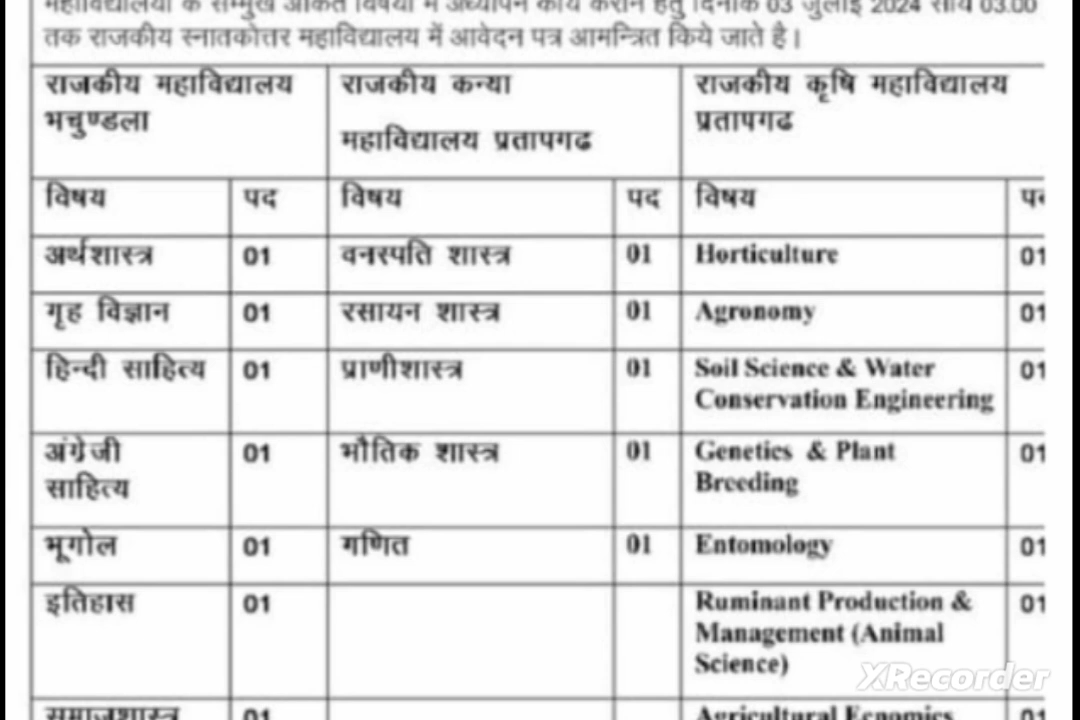 महाविद्यालयों के सम्मुख अंकित विषयों में अध्यापन कार्य कराने हेतु दिनांक 03 जुलाई 2024 सायं 03.00
तक राजकीय स्नातकोत्तर महाविद्यालय में आवेदन पत्र आमन्त्रित किये जाते है।
राजकीय महाविद्यालय
भचुण्डला
राजकीय कन्या
महाविद्यालय प्रतापगढ
राजकीय कृषि महाविद्यालय
प्रतापगढ
विषय पद विषय पद विषय
अर्थशास्त्र 01 वनस्पति शास्त्र 01 Horticulture 01
गृह विज्ञान 01 रसायन शास्त्र 01 Agronomy 01
हिन्दी साहित्य 01 प्राणीशास्त्र 01 Soil Science & Water 01
Conservation Engineering
अंग्रेजी 01 भौतिक शास्त्र 01 Genetics & Plant 01
साहित्य Breeding
भूगोल 01 गणित 01 Entomology 01
इतिहास 01 Ruminant Production & 01
Management (Animal
Science)
समाजशास्त्र 01 Agricultural Ecnomics 01
XRecorder